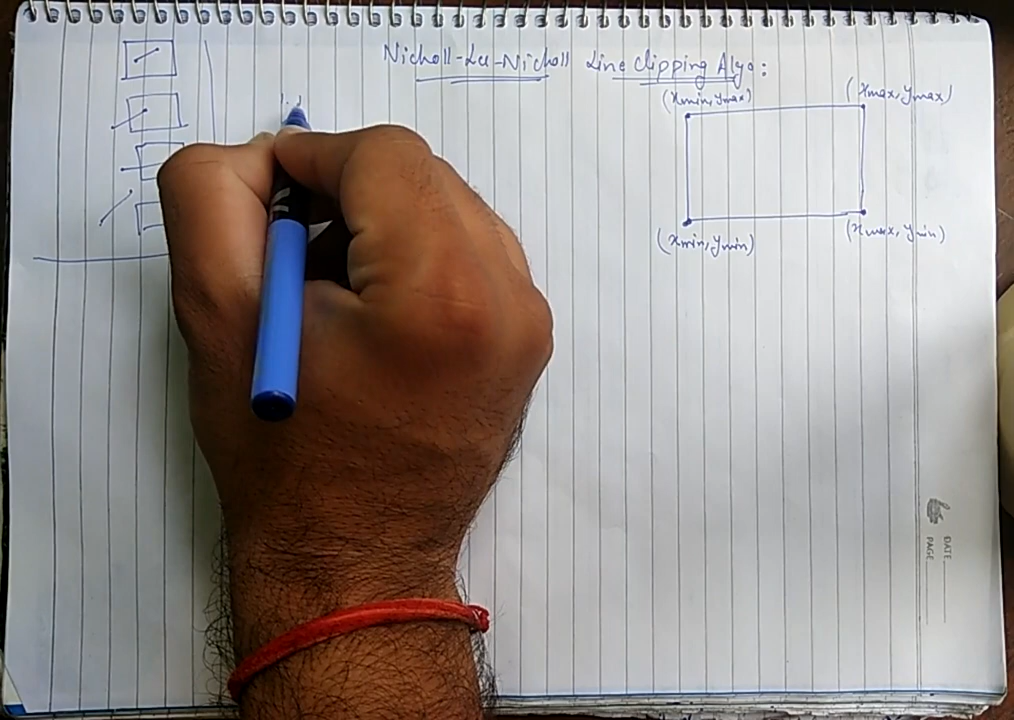 Nicholl-Lee-Nicholl Line Clipping Algo:
(xmin, ymax) (xmax, ymax)
(xmin, ymin) (xmax, ymin)
DATE
PAGE